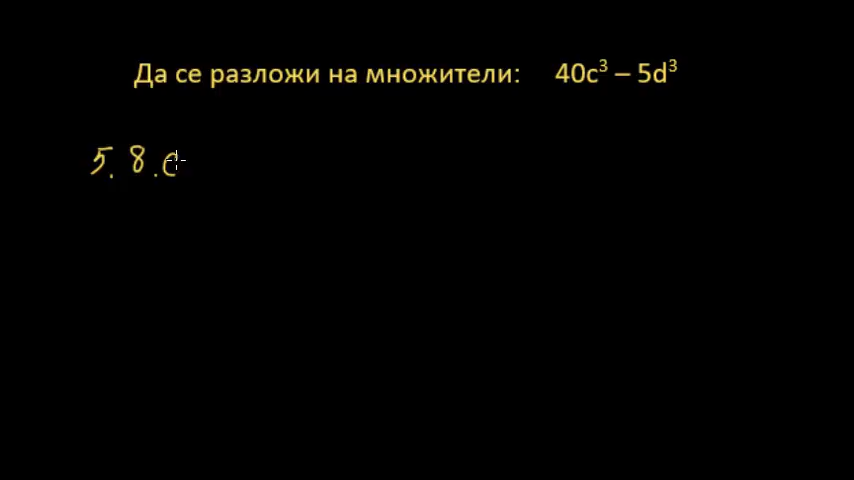 Да се разложи на множители: 40c³ – 5d³
5.8.c